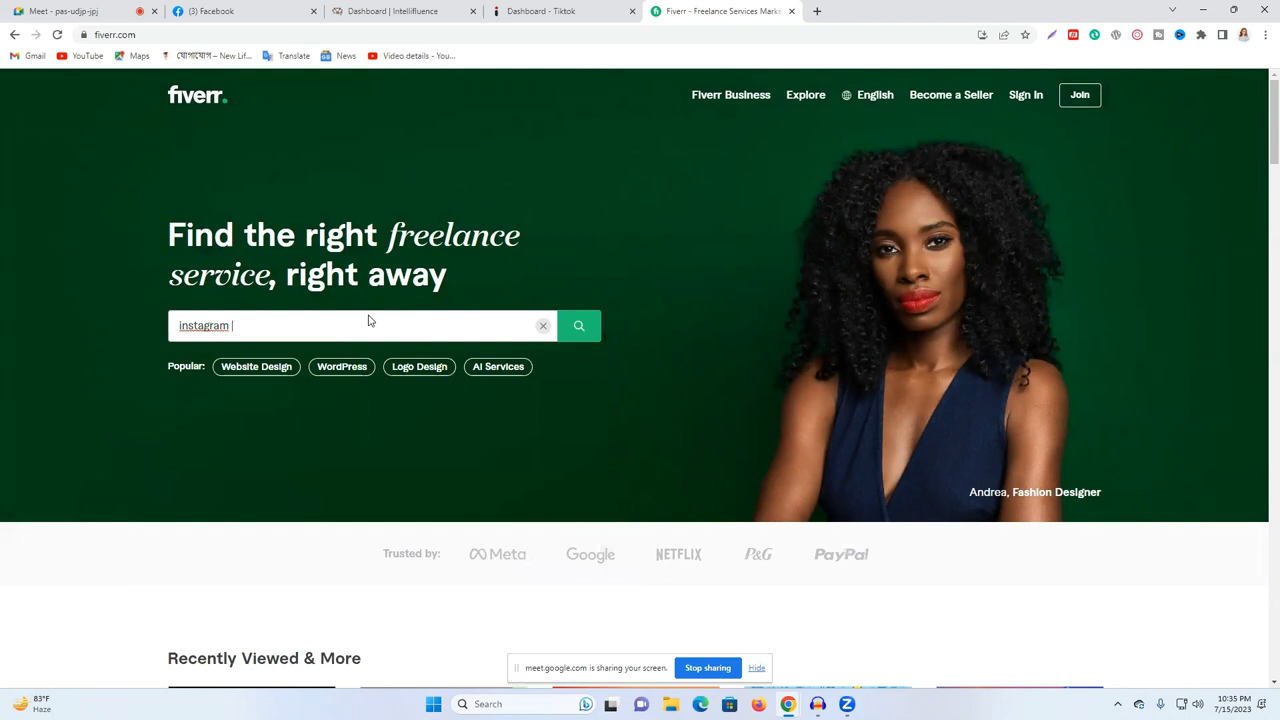 Meet - pas-udjp-jpj
(3) Facebook
Dashboard | Intellifluence
Dashboard - Tiktok
Fiverr - Freelance Services Mark
fiverr.com
Gmail
YouTube
Maps
যোগাযোগ – New Lif...
Translate
News
Video details - You...
fiverr.
Fiverr Business
Explore
English
Become a Seller
Sign In
Join
Find the right freelance
service, right away
instagram
Popular:
Website Design
WordPress
Logo Design
AI Services
Andrea, Fashion Designer
Trusted by:
Meta
Google
NETFLIX
P&G
PayPal
Recently Viewed & More
meet.google.com is sharing your screen.
Stop sharing
Hide
83°F
Haze
Search
10:35 PM
7/15/2023